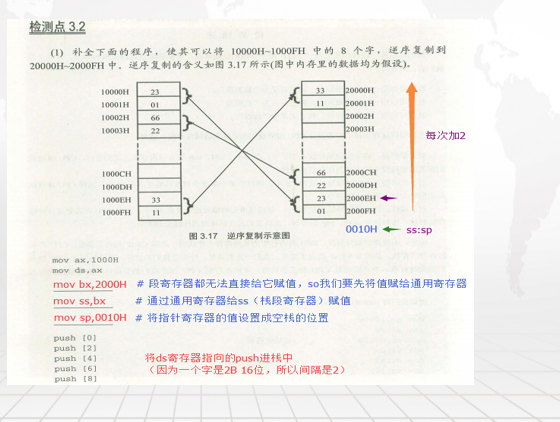 检测点 3.2
(1) 补全下面的程序，使其可以将 10000H~1000FH 中的 8 个字，逆序复制到
20000H~2000FH 中。逆序复制的含义如图 3.17 所示(图中内存里的数据均为假设)。
10000H 23 33 20000H
10001H 01 11 20001H
10002H 66 20002H
10003H 22 20003H
每次加2
1000CH 66 2000CH
1000DH 22 2000DH
1000EH 33 23 2000EH
1000FH 11 01 2000FH
0010H ss:sp
图 3.17 逆序复制示意图
mov ax,1000H
mov ds,ax
mov bx,2000H # 段寄存器都无法直接给它赋值，so我们要先将值赋给通用寄存器
mov ss,bx # 通过通用寄存器给ss（栈段寄存器）赋值
mov sp,0010H # 将指针寄存器的值设置成空栈的位置
push [0]
push [2]
push [4] 将ds寄存器指向的push进栈中
push [6] （因为一个字是2B 16位，所以间隔是2）
push [8]